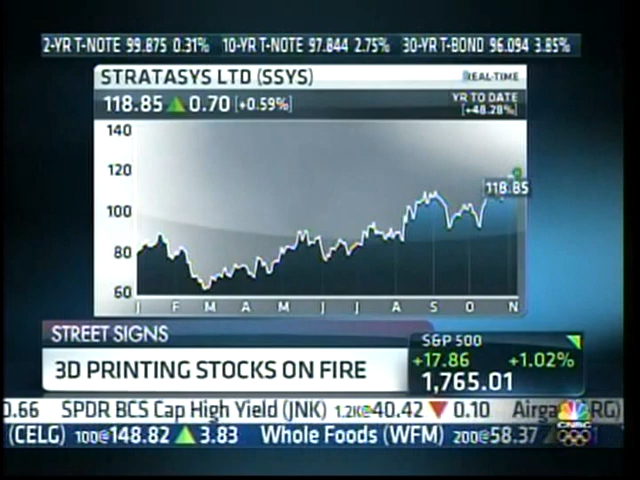 2-YR T-NOTE 99.875 0.31% 10-YR T-NOTE 97.844 2.75% 30-YR T-BOND 96.094 3.85%
STRATASYS LTD (SSYS) REAL-TIME
118.85 ▲ 0.70 [+0.59%] YR TO DATE
[+48.28%]
140
120
118.85
100
80
60
J F M A M J J A S O N
STREET SIGNS
3D PRINTING STOCKS ON FIRE
S&P 500
+17.86 +1.02%
1,765.01
0.66 SPDR BCS Cap High Yield (JNK) 1.2K@40.42 ▼ 0.10 Airga RG)
CNBC
(CELG) 100@148.82 ▲ 3.83 Whole Foods (WFM) 200@58.37